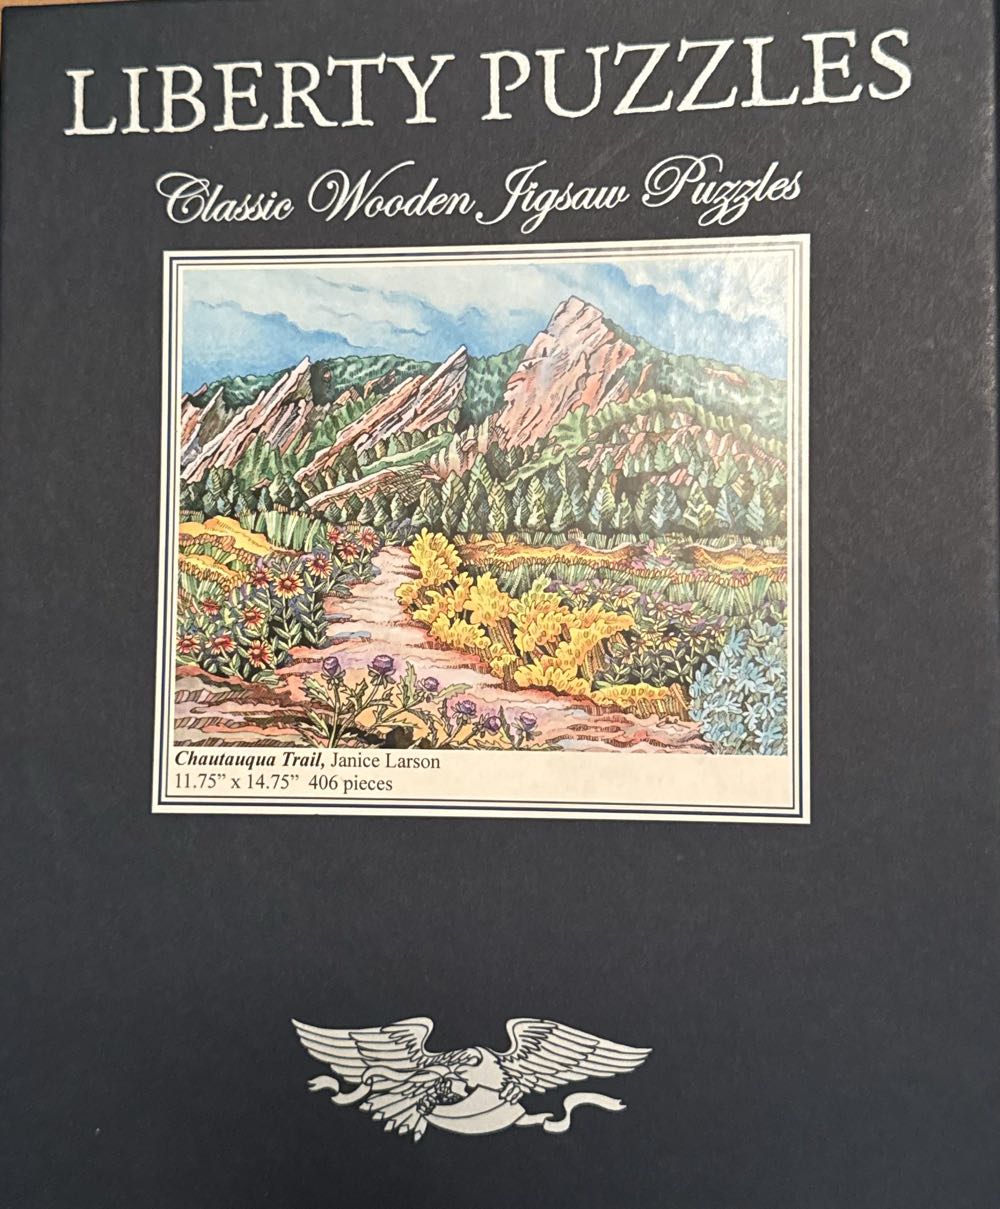 LIBERTY PUZZLES
Classic Wooden Jigsaw Puzzles
Chautauqua Trail, Janice Larson
11.75” x 14.75” 406 pieces